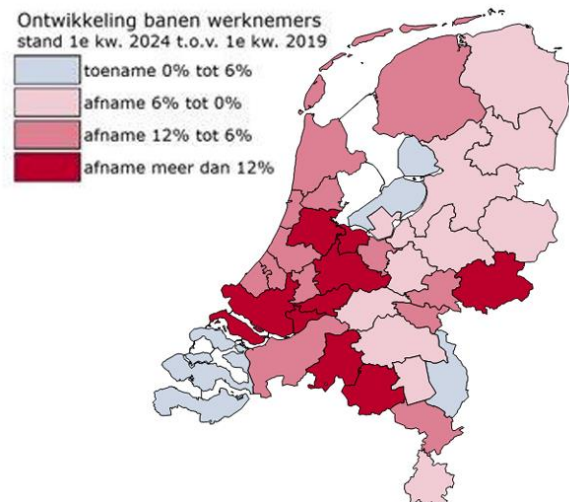 Ontwikkeling banen werknemers
stand 1e kw. 2024 t.o.v. 1e kw. 2019
toename 0% tot 6%
afname 6% tot 0%
afname 12% tot 6%
afname meer dan 12%